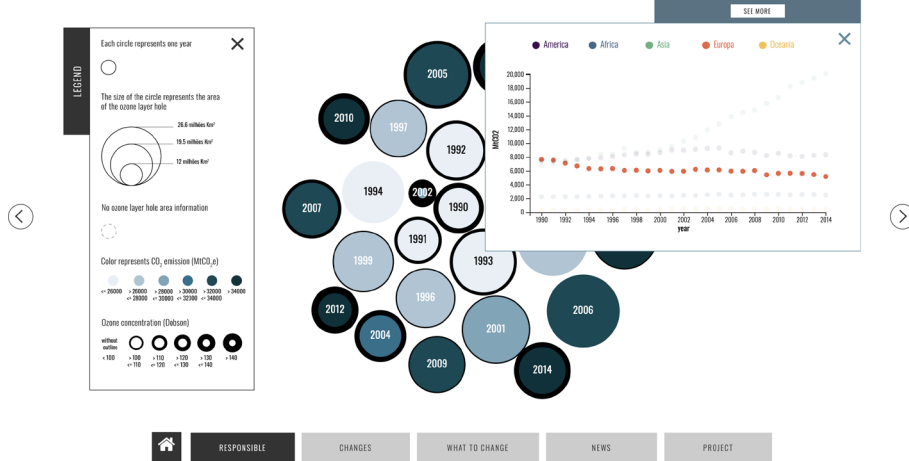 SEE MORE
LEGEND
Each circle represents one year
The size of the circle represents the area
of the ozone layer hole
26.6 milhões Km²
19.5 milhões Km²
12 milhões Km²
No ozone layer hole area information
Color represents CO₂ emission (MtCO₂e)
<= 26000
> 26000
<= 28000
> 28000
<= 30000
> 30000
<= 32000
> 32000
<= 34000
> 34000
Ozone concentration (Dobson)
without
outline
< 100
> 100
<= 110
> 110
<= 120
> 120
<= 130
> 130
<= 140
> 140
2005
2010
1997
1992
1994
2002
2007
1990
1991
1999
1993
1996
2012
2004
2001
2006
2009
2014
America
Africa
Asia
Europa
Oceania
MtCO2
20,000
18,000
16,000
14,000
12,000
10,000
8,000
6,000
4,000
2,000
0
1990 1992 1994 1996 1998 2000 2002 2004 2006 2008 2010 2012 2014
year
RESPONSIBLE
CHANGES
WHAT TO CHANGE
NEWS
PROJECT